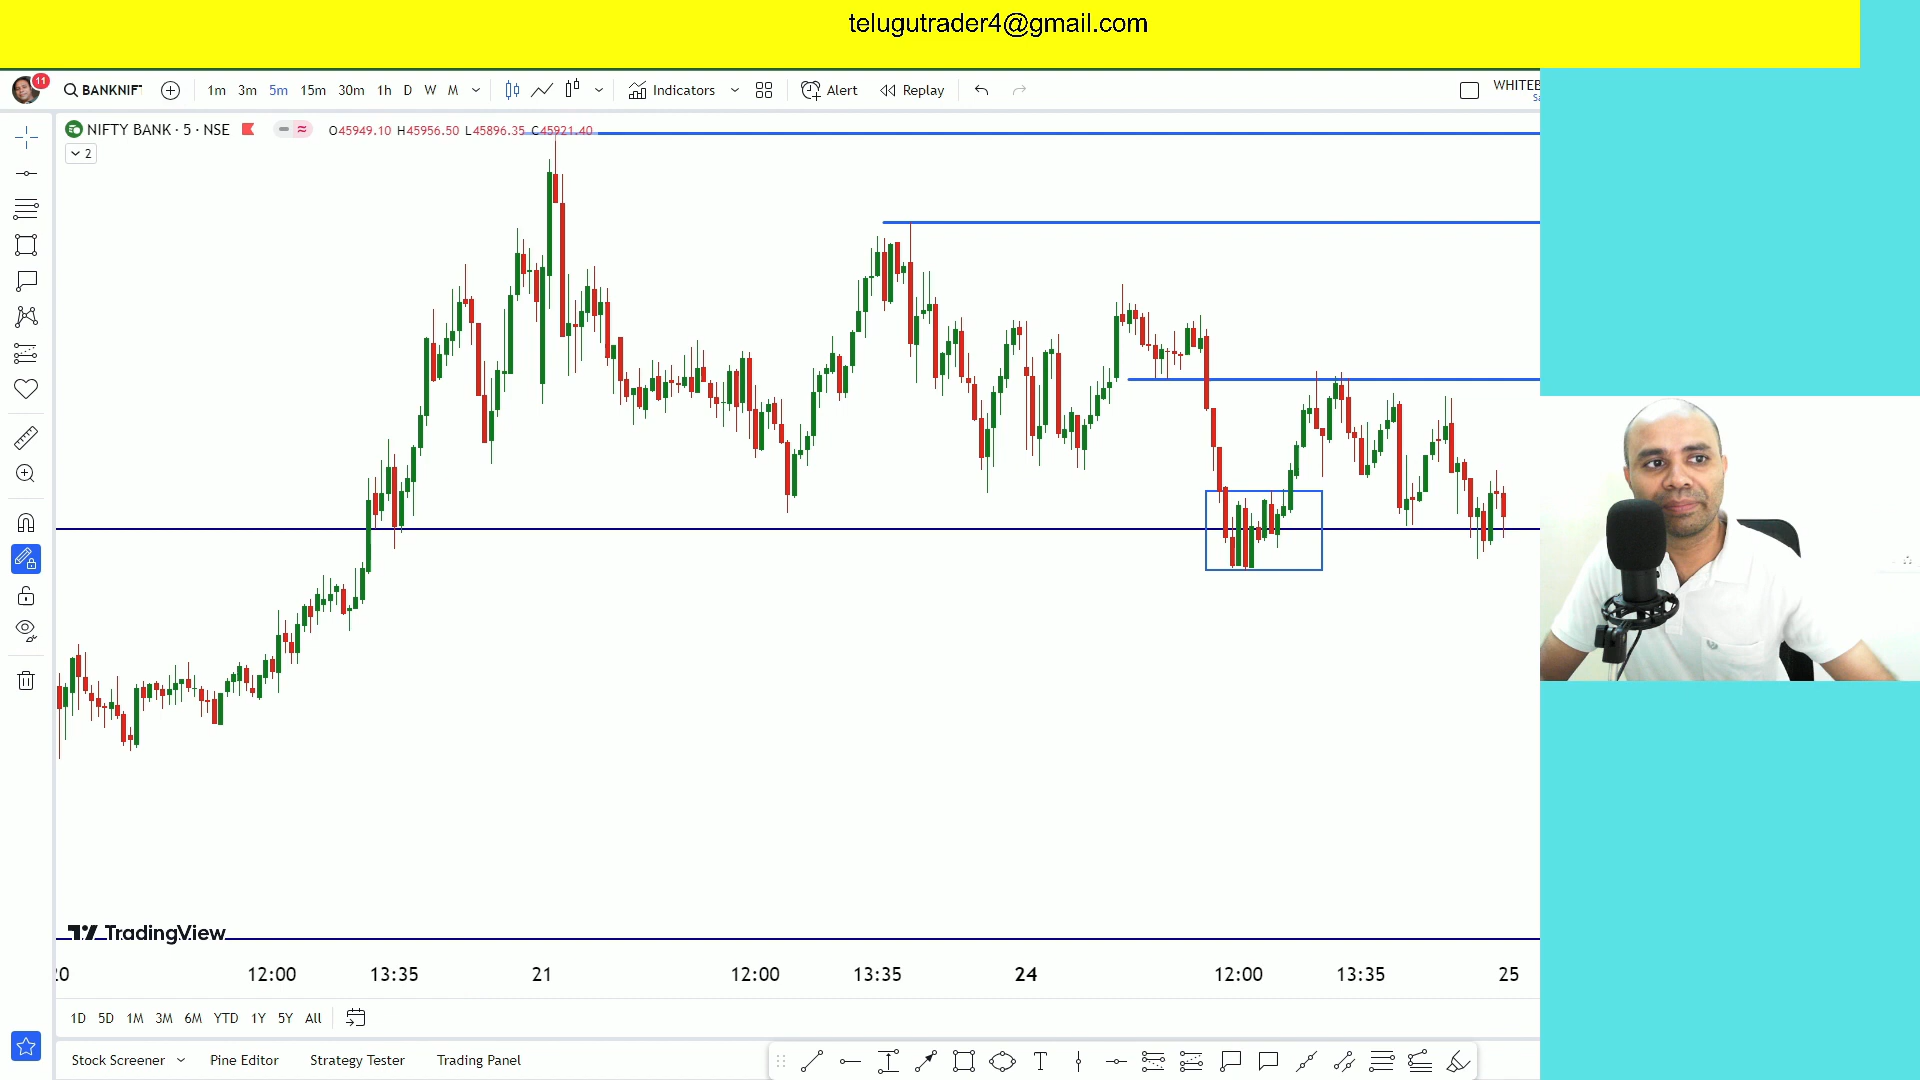 telugutrader4@gmail.com
11
BANKNIF
1m 3m 5m 15m 30m 1h D W M
Indicators
Alert
Replay
WHITEB
NIFTY BANK · 5 · NSE
O45949.10 H45956.50 L45896.35 C45921.40
2
TradingView
12:00 13:35 21 12:00 13:35 24 12:00 13:35 25
1D 5D 1M 3M 6M YTD 1Y 5Y All
Stock Screener Pine Editor Strategy Tester Trading Panel